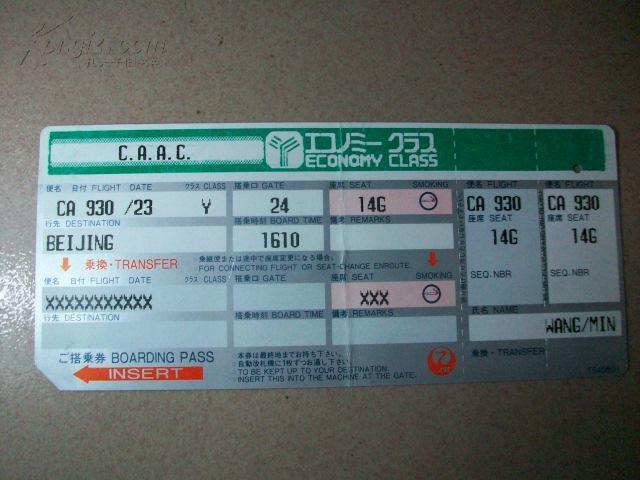 C.A.A.C.
エコノミークラス
ECONOMY CLASS
便名 日付 FLIGHT DATE クラス CLASS 搭乗口 GATE 座席 SEAT SMOKING 便名 FLIGHT 便名 FLIGHT
CA 930 /23 Y 24 14G CA 930 CA 930
行先 DESTINATION 搭乗時刻 BOARD TIME 備考 REMARKS 座席 SEAT 座席 SEAT
BEIJING 1610 14G 14G
乗換・TRANSFER 乗継便または途中で座席変更になる場合。
FOR CONNECTING FLIGHT OR SEAT-CHANGE ENROUTE.
SEQ. NBR SEQ. NBR
便名 日付 FLIGHT DATE クラス CLASS 搭乗口 GATE 座席 SEAT SMOKING
XXXXXXXXXXX XXX
行先 DESTINATION 搭乗時刻 BOARD TIME 備考 REMARKS 氏名 NAME
WANG/MIN
ご搭乗券 BOARDING PASS
INSERT
○本券は最終地までお持ち下さい。
○自動改札機に1枚ずつお通し下さい。
○TO BE KEPT UP TO YOUR DESTINATION.
○INSERT THIS INTO THE MACHINE AT THE GATE.
JAL
乗換・TRANSFER